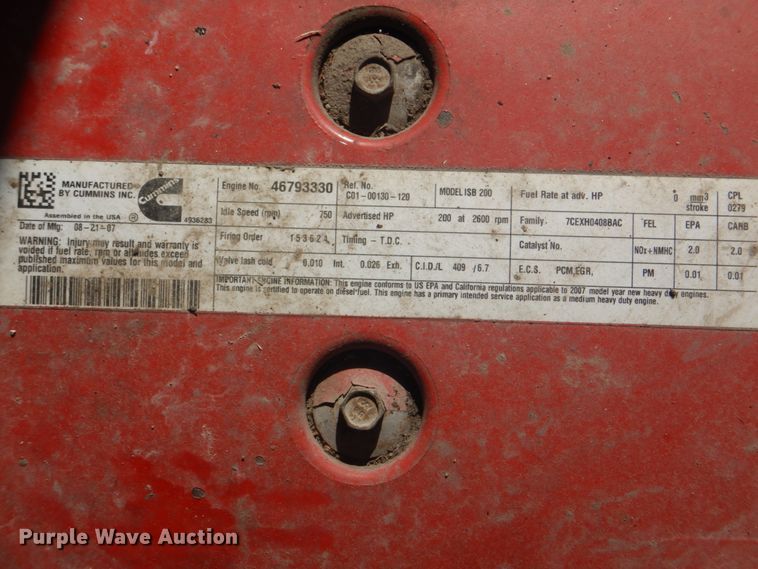 MANUFACTURED
BY CUMMINS INC.
Cummins
Assembled in the USA ® 4936283
Date of Mfg: 08-21-07
WARNING: Injury may result and warranty is
voided if fuel rate, rpm or altitudes exceed
published maximum values for this model and
application.
Engine No. 46793330 Ref. No. C01-00130-120 MODEL ISB 200
Idle Speed (rpm) 750 Advertised HP 200 at 2600 rpm
Firing Order 153624 Timing - T.D.C.
Valve lash cold 0.010 Int. 0.026 Exh. C.I.D./L 409 /6.7
Fuel Rate at adv. HP 0 mm3 stroke CPL 0279
Family 7CEXH0408BAC FEL EPA CARB
Catalyst No. NOx+NMHC 2.0 2.0
E.C.S. PCM,EGR, PM 0.01 0.01
IMPORTANT ENGINE INFORMATION: This engine conforms to US EPA and California regulations applicable to 2007 model year new heavy duty engines.
This engine is certified to operate on diesel fuel. This engine has a primary intended service application as a medium heavy duty engine.
Purple Wave Auction